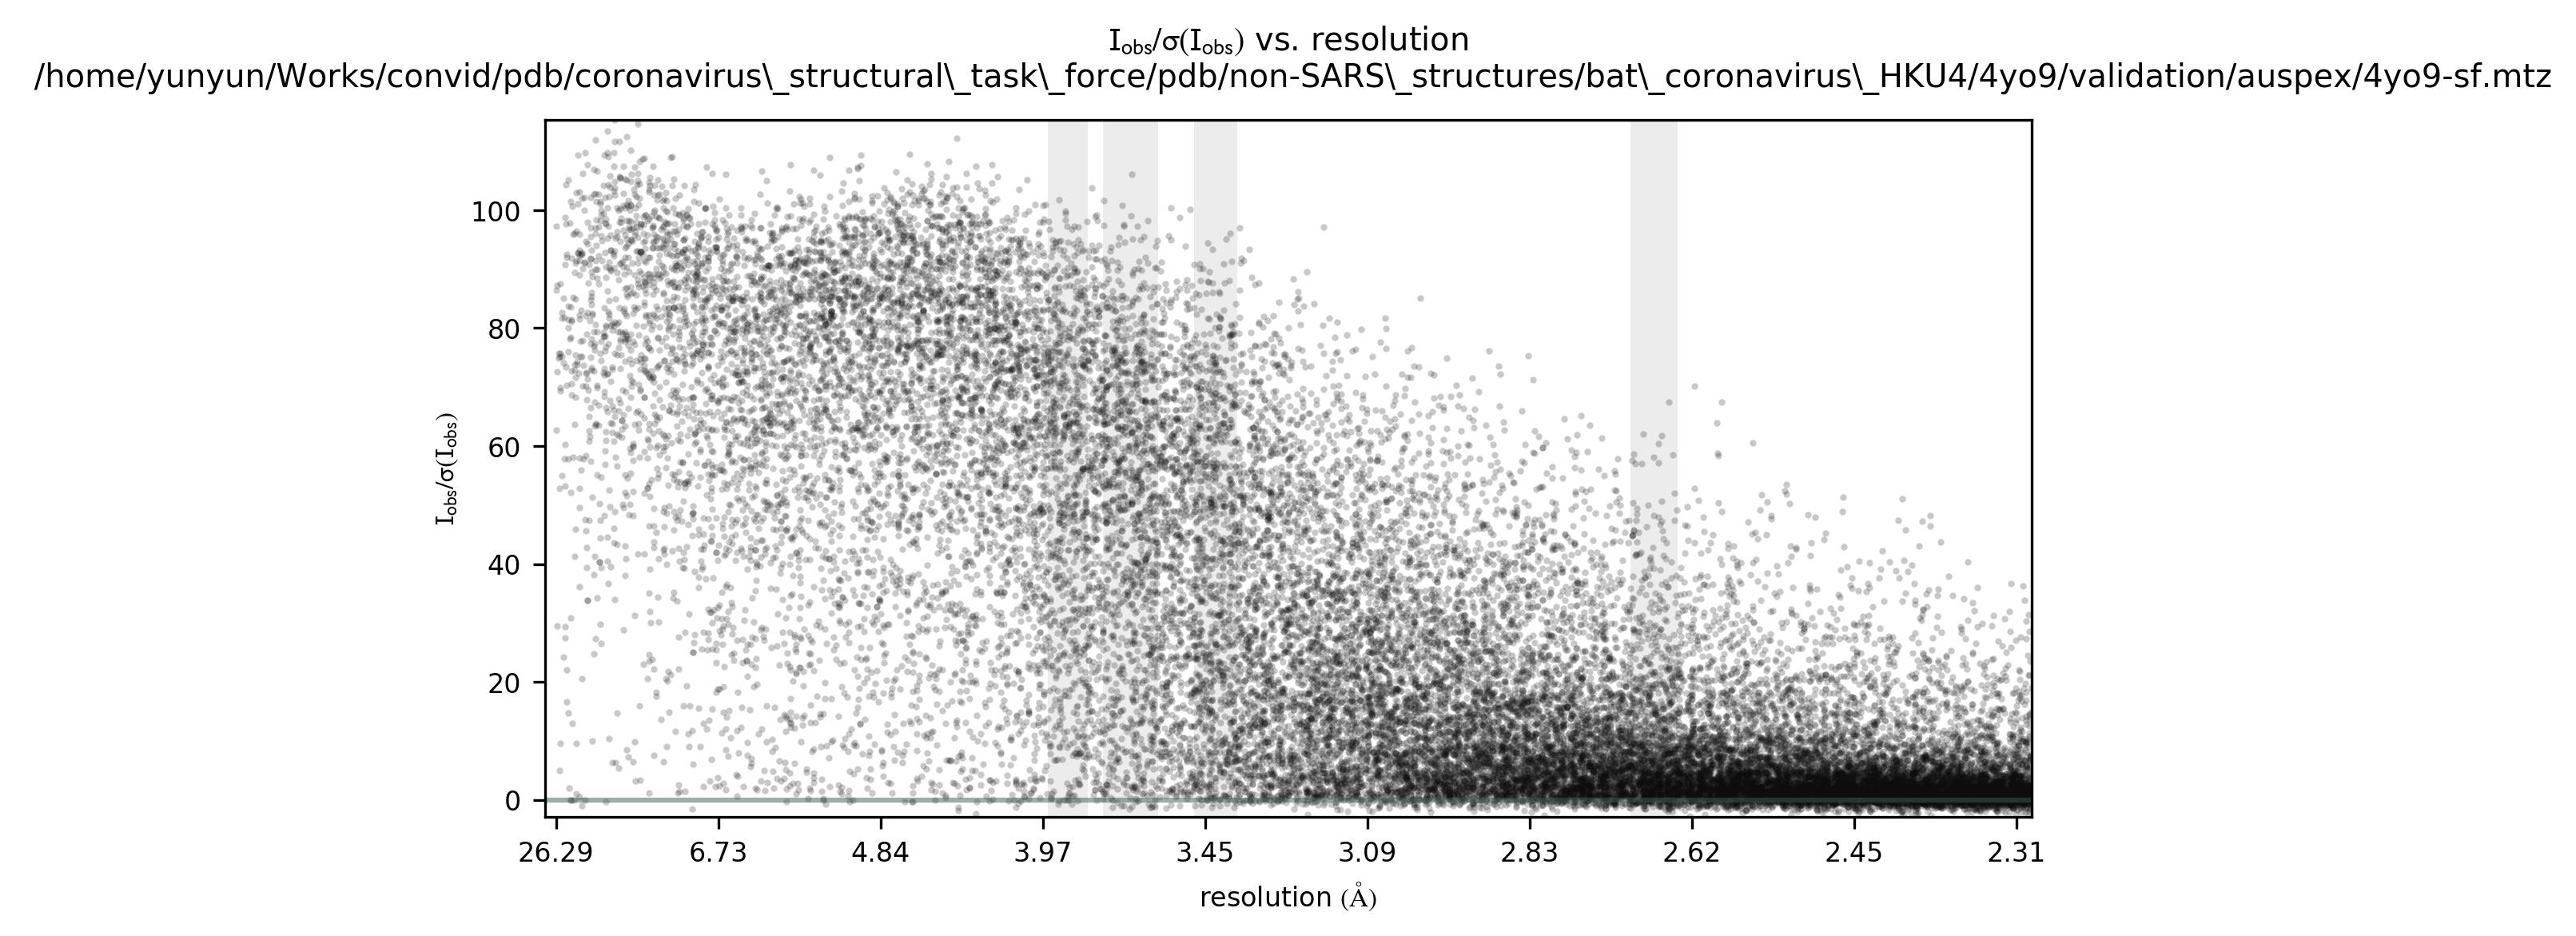 Iobs/σ(Iobs) vs. resolution
/home/yunyun/Works/convid/pdb/coronavirus\_structural\_task\_force/pdb/non-SARS\_structures/bat\_coronavirus\_HKU4/4yo9/validation/auspex/4yo9-sf.mtz
Iobs/σ(Iobs)
100
80
60
40
20
0
26.29 6.73 4.84 3.97 3.45 3.09 2.83 2.62 2.45 2.31
resolution (Å)